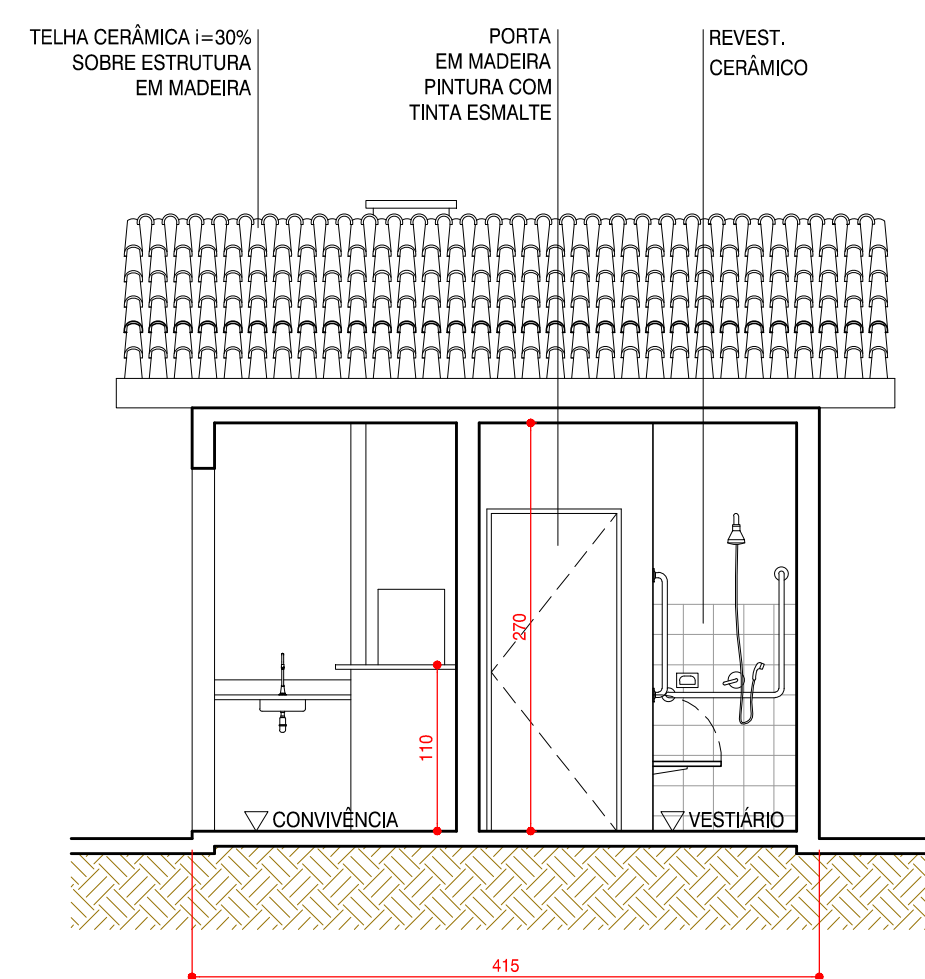 TELHA CERÂMICA i=30%
SOBRE ESTRUTURA
EM MADEIRA
PORTA
EM MADEIRA
PINTURA COM
TINTA ESMALTE
REVEST.
CERÂMICO
270
110
CONVIVÊNCIA
VESTIÁRIO
415